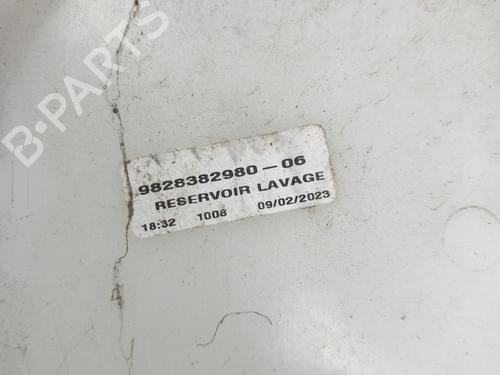 B-PARTS
9828382980-06
RESERVOIR LAVAGE
18:32 1008 09/02/2023